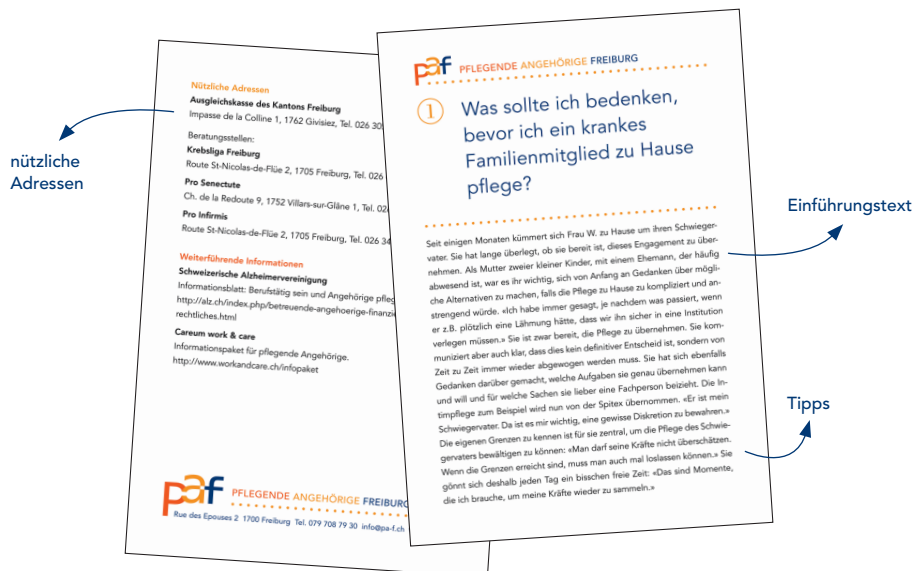 nützliche
Adressen
Nützliche Adressen
Ausgleichskasse des Kantons Freiburg
Impasse de la Colline 1, 1762 Givisiez, Tel. 026 30
Beratungsstellen:
Krebsliga Freiburg
Route St-Nicolas-de-Flüe 2, 1705 Freiburg, Tel. 026
Pro Senectute
Ch. de la Redoute 9, 1752 Villars-sur-Glâne 1, Tel. 02
Pro Infirmis
Route St-Nicolas-de-Flüe 2, 1705 Freiburg, Tel. 026 34
Weiterführende Informationen
Schweizerische Alzheimervereinigung
Informationsblatt: Berufstätig sein und Angehörige pfleg
http://alz.ch/index.php/betreuende-angehoerige-finanzie
rechtliches.html
Careum work & care
Informationspaket für pflegende Angehörige.
http://www.workandcare.ch/infopaket
paf PFLEGENDE ANGEHÖRIGE FREIBURG
Rue des Epouses 2 1700 Freiburg Tel. 079 708 79 30 info@pa-f.ch
paf PFLEGENDE ANGEHÖRIGE FREIBURG
1 Was sollte ich bedenken,
bevor ich ein krankes
Familienmitglied zu Hause
pflege?
Seit einigen Monaten kümmert sich Frau W. zu Hause um ihren Schwieger-
vater. Sie hat lange überlegt, ob sie bereit ist, dieses Engagement zu über-
nehmen. Als Mutter zweier kleiner Kinder, mit einem Ehemann, der häufig
abwesend ist, war es ihr wichtig, sich von Anfang an Gedanken über mögli-
che Alternativen zu machen, falls die Pflege zu Hause zu kompliziert und an-
strengend würde. «Ich habe immer gesagt, je nachdem was passiert, wenn
er z.B. plötzlich eine Lähmung hätte, dass wir ihn sicher in eine Institution
verlegen müssen.» Sie ist zwar bereit, die Pflege zu übernehmen. Sie kom-
muniziert aber auch klar, dass dies kein definitiver Entscheid ist, sondern von
Zeit zu Zeit immer wieder abgewogen werden muss. Sie hat sich ebenfalls
Gedanken darüber gemacht, welche Aufgaben sie genau übernehmen kann
und will und für welche Sachen sie lieber eine Fachperson beizieht. Die In-
timpflege zum Beispiel wird nun von der Spitex übernommen. «Er ist mein
Schwiegervater. Da ist es mir wichtig, eine gewisse Diskretion zu bewahren.»
Die eigenen Grenzen zu kennen ist für sie zentral, um die Pflege des Schwie-
gervaters bewältigen zu können: «Man darf seine Kräfte nicht überschätzen.
Wenn die Grenzen erreicht sind, muss man auch mal loslassen können.» Sie
gönnt sich deshalb jeden Tag ein bisschen freie Zeit: «Das sind Momente,
die ich brauche, um meine Kräfte wieder zu sammeln.»
Einführungstext
Tipps